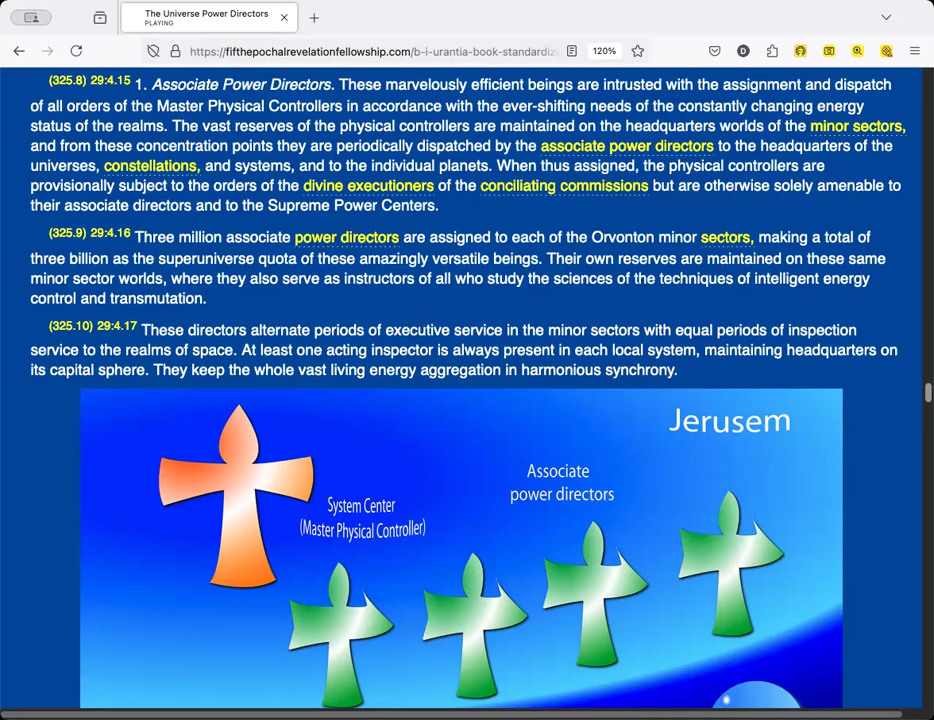 The Universe Power Directors
PLAYING
https://fifthepochalrevelationfellowship.com/b-i-urantia-book-standardize
120%
(325.8) 29:4.15 1. Associate Power Directors. These marvelously efficient beings are intrusted with the assignment and dispatch
of all orders of the Master Physical Controllers in accordance with the ever-shifting needs of the constantly changing energy
status of the realms. The vast reserves of the physical controllers are maintained on the headquarters worlds of the minor sectors,
and from these concentration points they are periodically dispatched by the associate power directors to the headquarters of the
universes, constellations, and systems, and to the individual planets. When thus assigned, the physical controllers are
provisionally subject to the orders of the divine executioners of the conciliating commissions but are otherwise solely amenable to
their associate directors and to the Supreme Power Centers.
(325.9) 29:4.16 Three million associate power directors are assigned to each of the Orvonton minor sectors, making a total of
three billion as the superuniverse quota of these amazingly versatile beings. Their own reserves are maintained on these same
minor sector worlds, where they also serve as instructors of all who study the sciences of the techniques of intelligent energy
control and transmutation.
(325.10) 29:4.17 These directors alternate periods of executive service in the minor sectors with equal periods of inspection
service to the realms of space. At least one acting inspector is always present in each local system, maintaining headquarters on
its capital sphere. They keep the whole vast living energy aggregation in harmonious synchrony.
Jerusem
Associate
power directors
System Center
(Master Physical Controller)